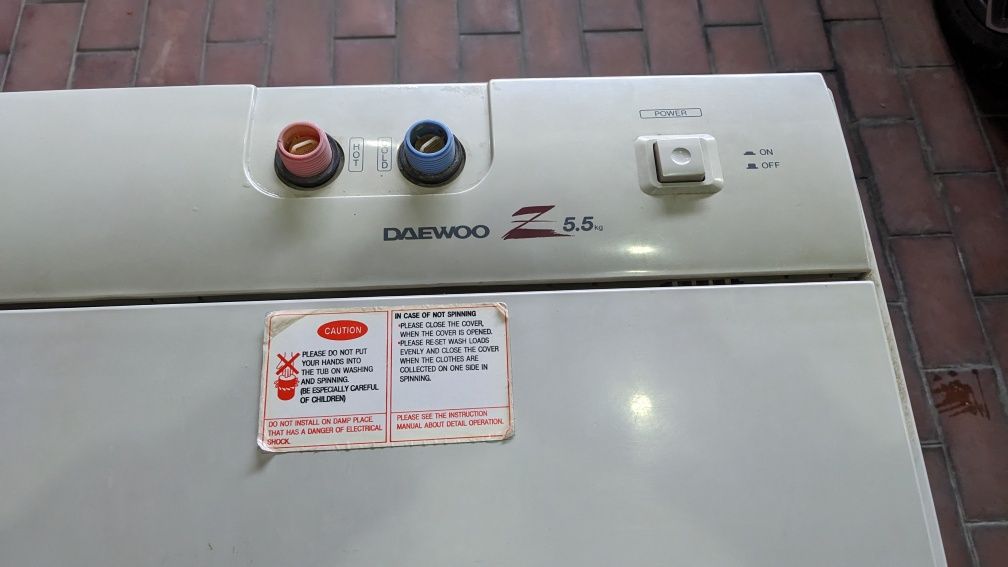 POWER
HOT
COLD
ON
OFF
DAEWOO Z 5.5kg
CAUTION
PLEASE DO NOT PUT
YOUR HANDS INTO
THE TUB ON WASHING
AND SPINNING.
(BE ESPECIALLY CAREFUL
OF CHILDREN)
DO NOT INSTALL ON DAMP PLACE
THAT HAS A DANGER OF ELECTRICAL
SHOCK.
IN CASE OF NOT SPINNING
•PLEASE CLOSE THE COVER,
WHEN THE COVER IS OPENED.
•PLEASE RESET WASH LOADS
EVENLY AND CLOSE THE COVER
WHEN THE CLOTHES ARE
COLLECTED ON ONE SIDE IN
SPINNING.
PLEASE SEE THE INSTRUCTION
MANUAL ABOUT DETAIL OPERATION.